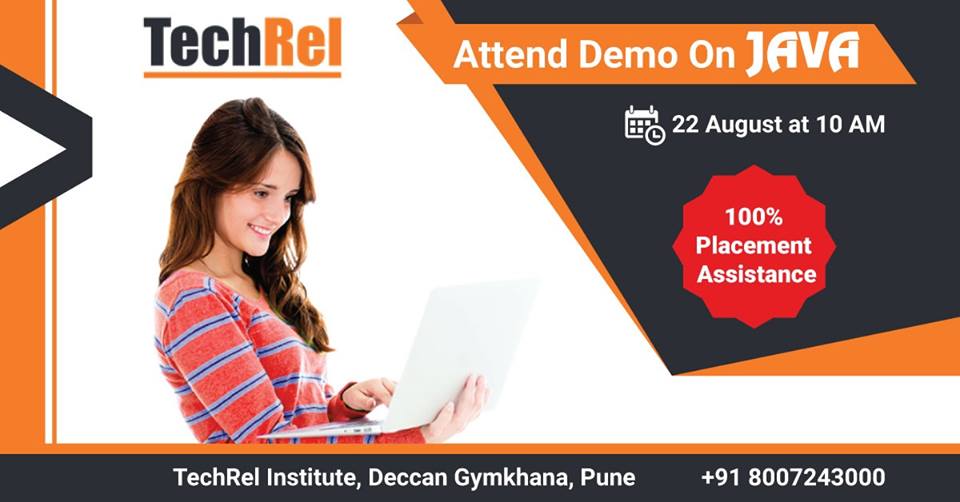 TechRel
Attend Demo On JAVA
22 August at 10 AM
100%
Placement
Assistance
TechRel Institute, Deccan Gymkhana, Pune
+91 8007243000